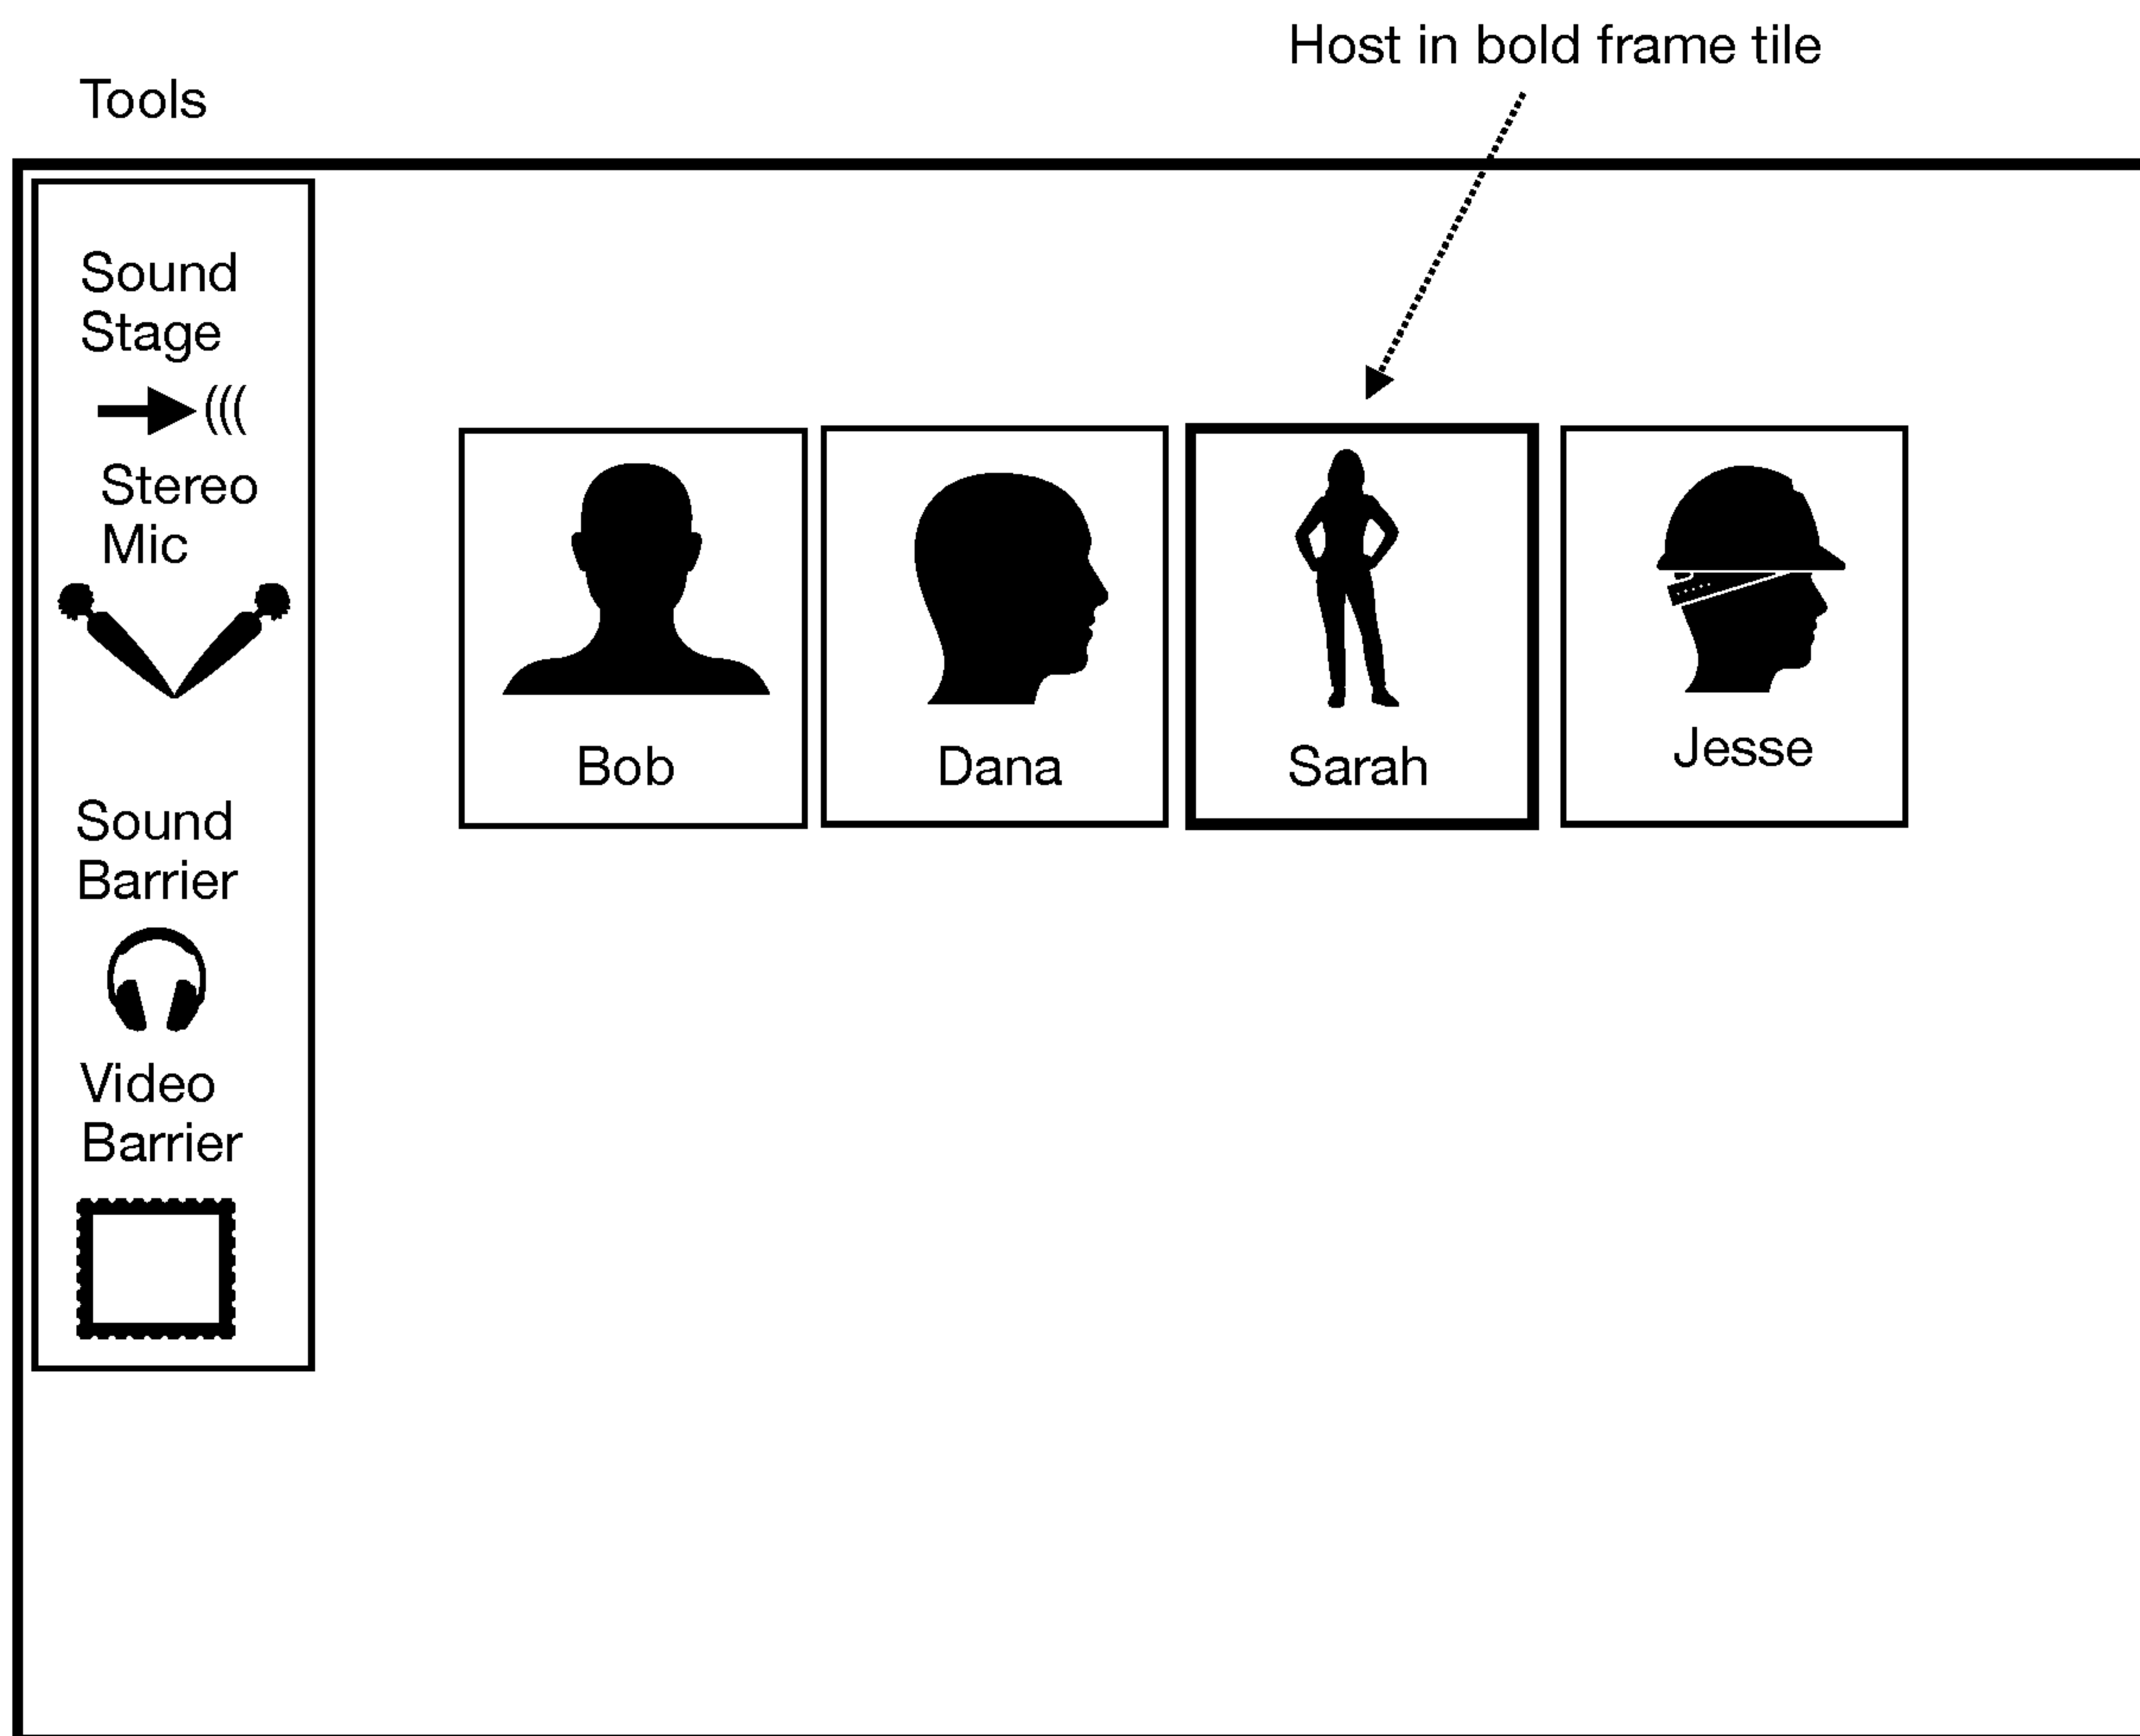 Host in bold frame tile
Tools
Sound
Stage
Stereo
Mic
Sound
Barrier
Video
Barrier
Bob
Dana
Sarah
Jesse